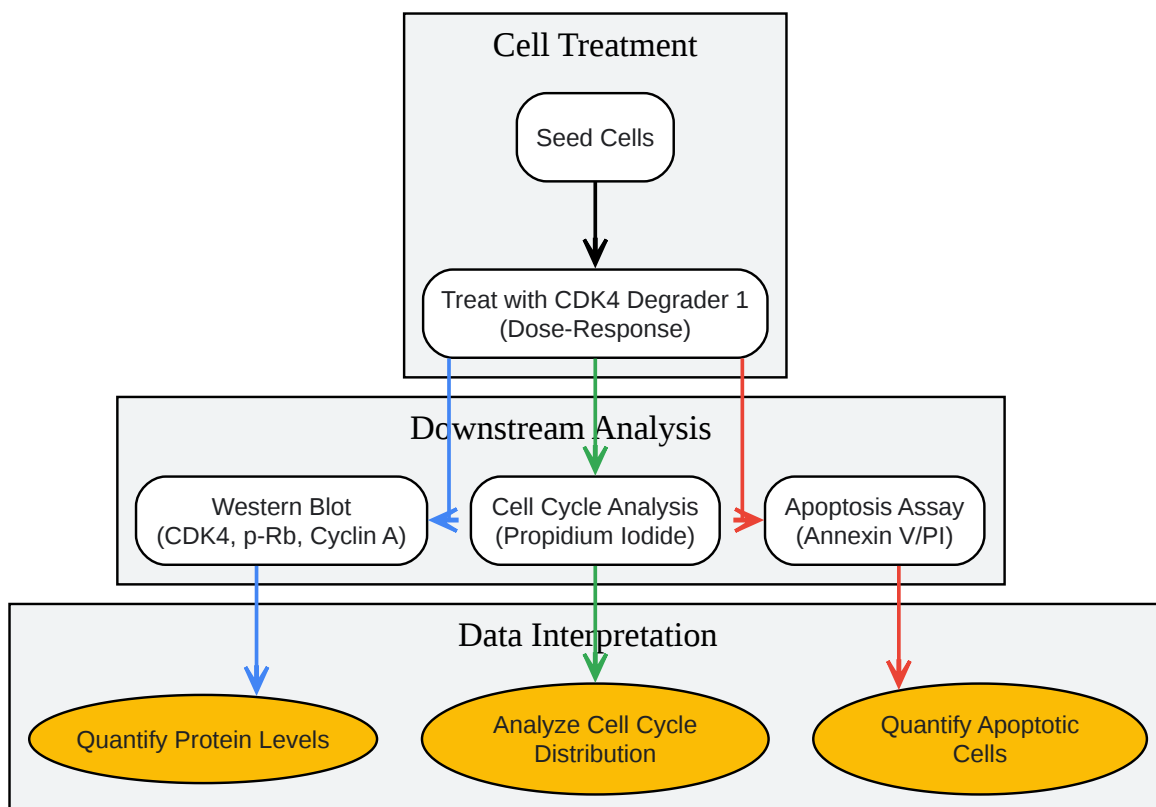 Cell Treatment
Seed Cells
Treat with CDK4 Degrader 1
(Dose-Response)
Downstream Analysis
Western Blot
(CDK4, p-Rb, Cyclin A)
Cell Cycle Analysis
(Propidium Iodide)
Apoptosis Assay
(Annexin V/PI)
Data Interpretation
Quantify Protein Levels
Analyze Cell Cycle
Distribution
Quantify Apoptotic
Cells